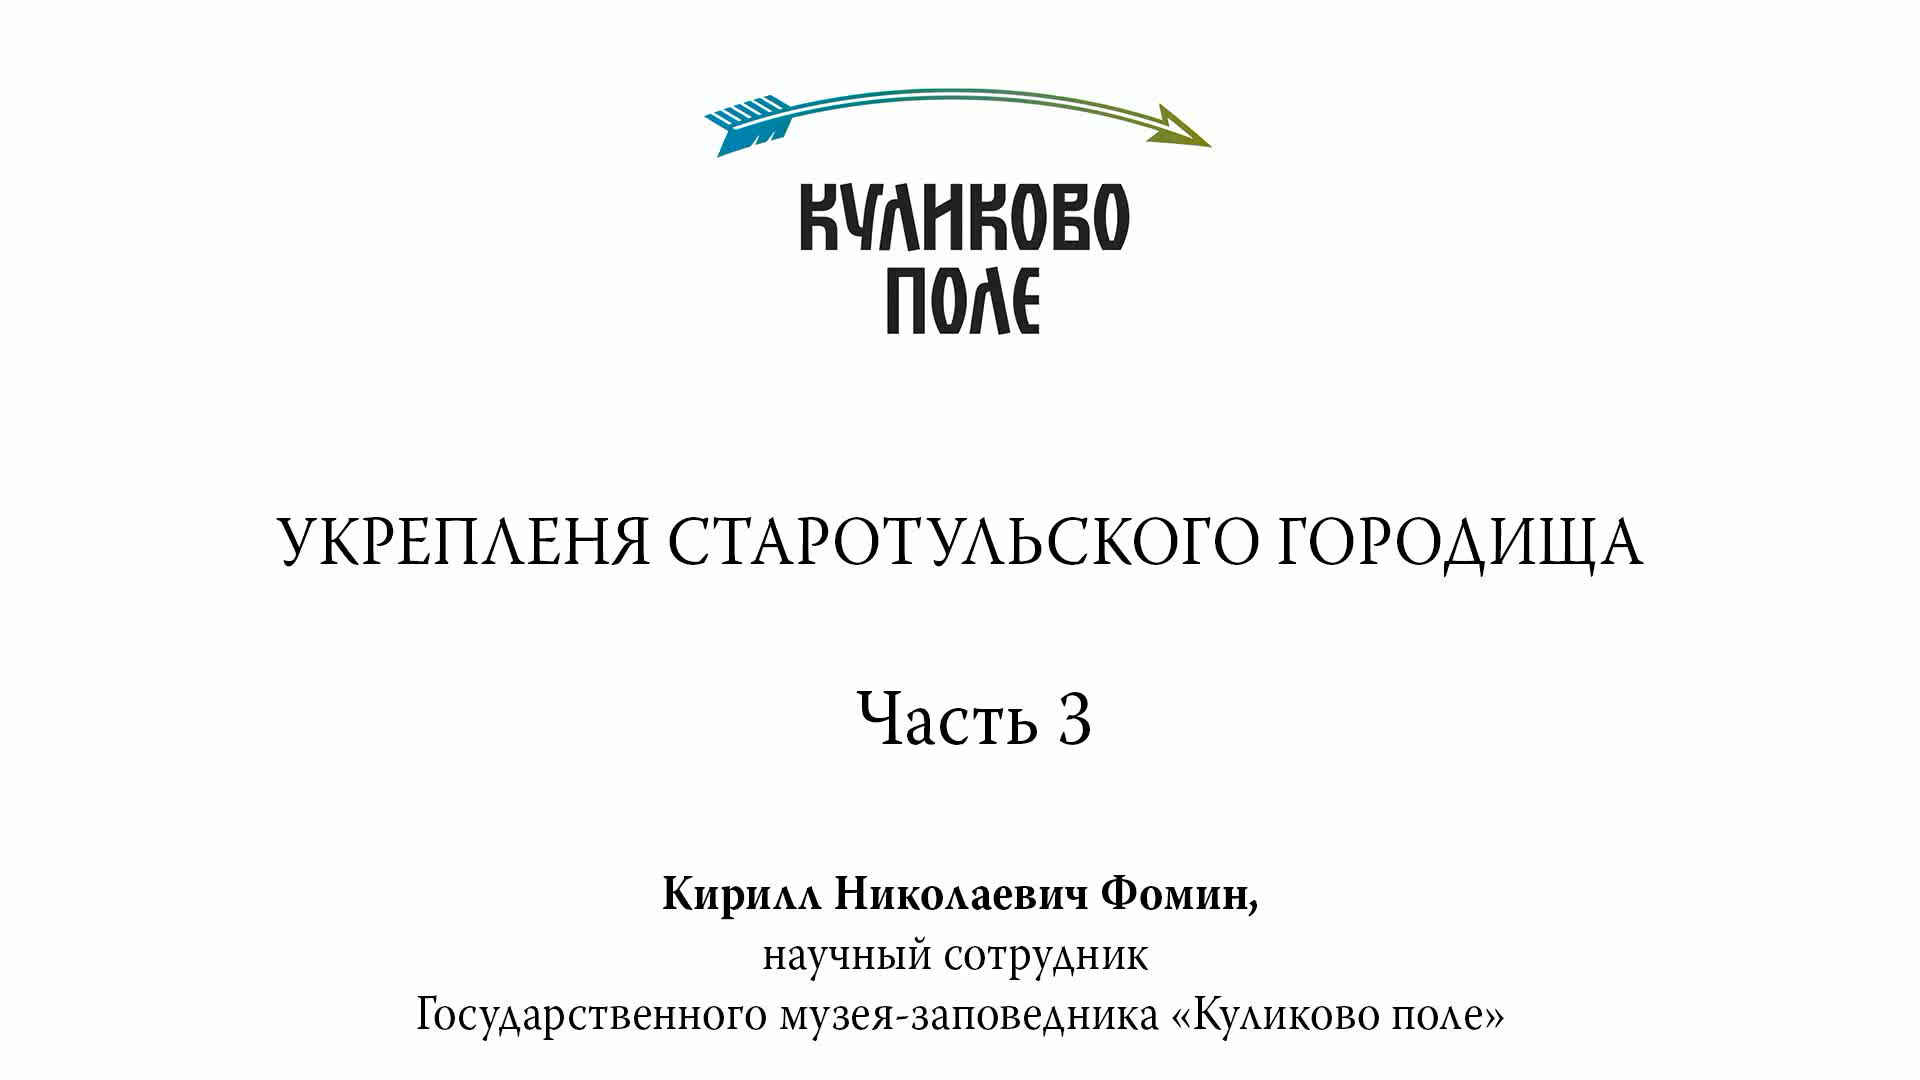 КУЛИКОВО
ПОЛЕ
УКРЕПЛЕНЯ СТАРОТУЛЬСКОГО ГОРОДИЩА
Часть 3
Кирилл Николаевич Фомин,
научный сотрудник
Государственного музея-заповедника «Куликово поле»